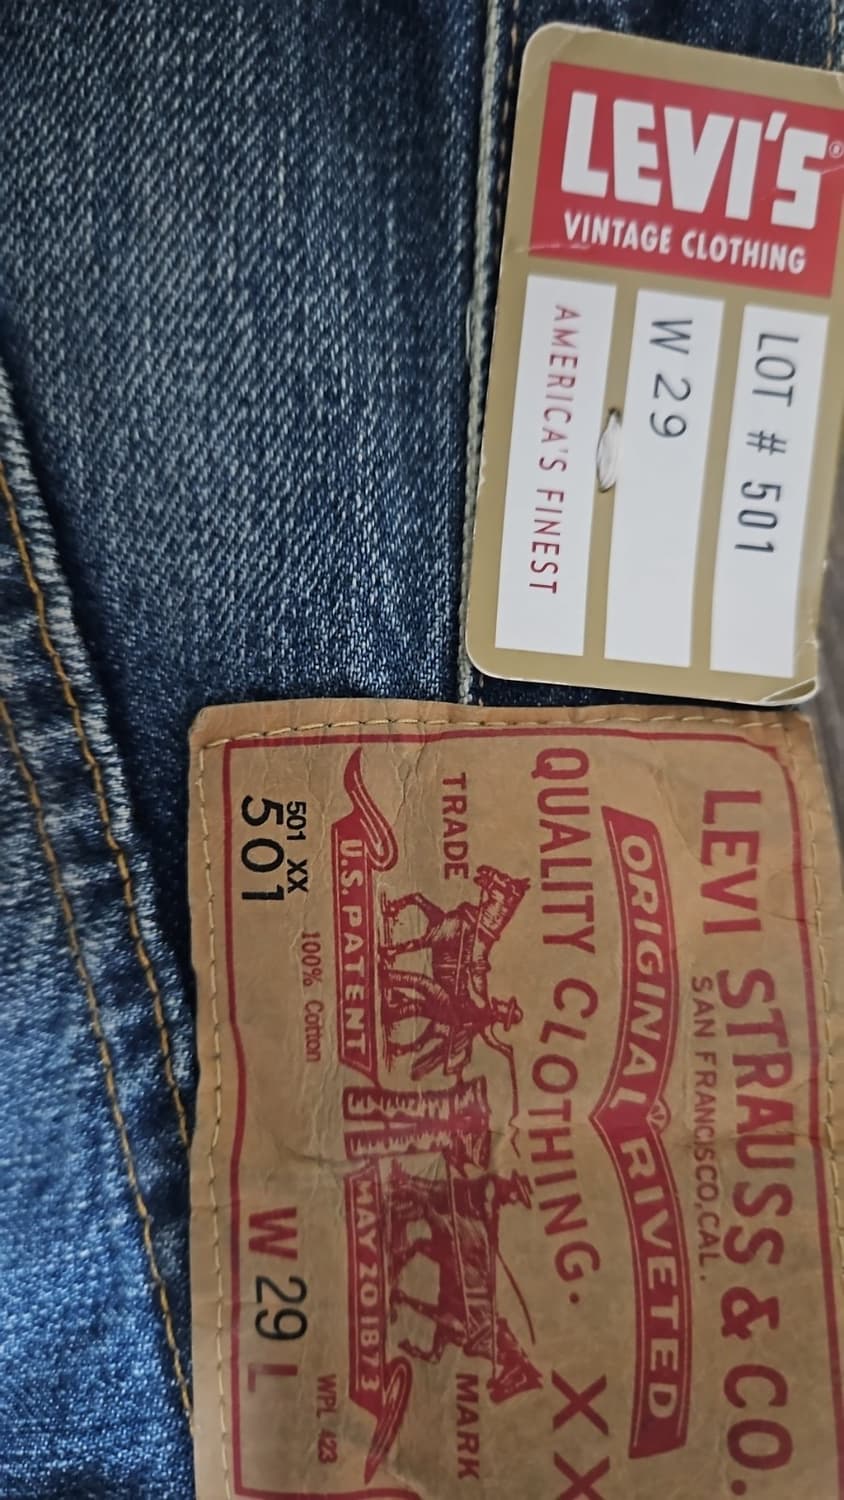 LEVI'S®
VINTAGE CLOTHING
LOT # 501
W 29
AMERICA'S FINEST
LEVI STRAUSS & CO.
SAN FRANCISCO, CAL.
ORIGINAL RIVETED
QUALITY CLOTHING. XX
TRADE MARK
U.S. PATENT MAY 20 1873
501 XX
501
100% Cotton
WPL 423
W 29 L